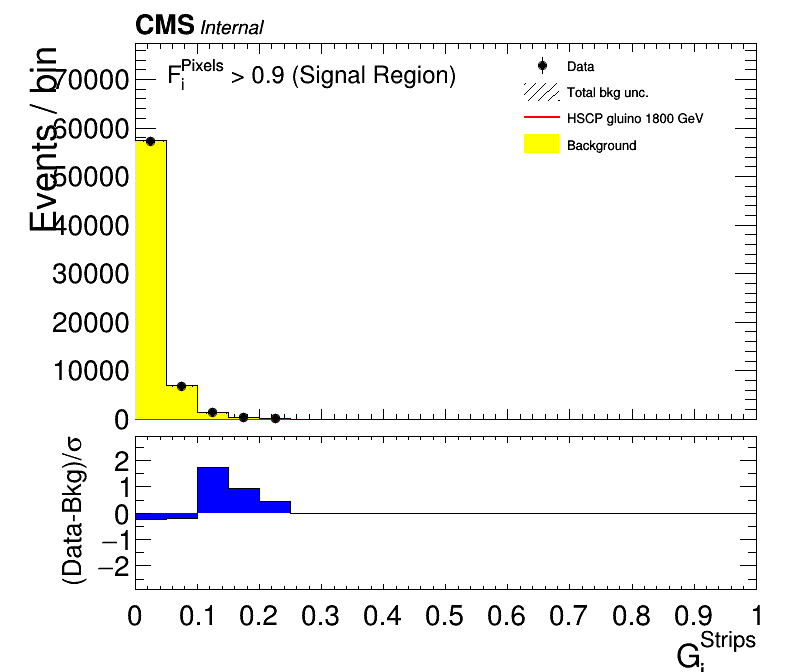 CMS Internal
F_i^Pixels > 0.9 (Signal Region)
Data
Total bkg unc.
HSCP gluino 1800 GeV
Background
Events / bin
70000
60000
50000
40000
30000
20000
10000
0
(Data-Bkg)/σ
2
1
0
−1
−2
0 0.1 0.2 0.3 0.4 0.5 0.6 0.7 0.8 0.9 1
G_i^Strips